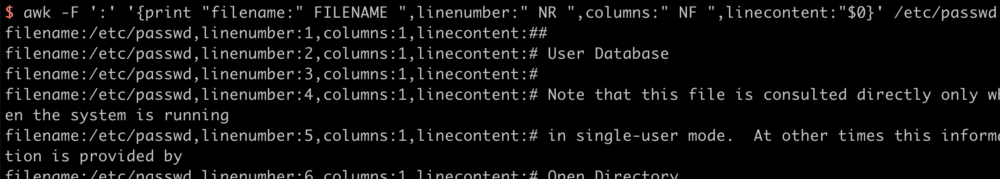 $ awk -F ':' '{print "filename:" FILENAME ",linenumber:" NR ",columns:" NF ",linecontent:"$0}' /etc/passwd
filename:/etc/passwd,linenumber:1,columns:1,linecontent:##
filename:/etc/passwd,linenumber:2,columns:1,linecontent:# User Database
filename:/etc/passwd,linenumber:3,columns:1,linecontent:#
filename:/etc/passwd,linenumber:4,columns:1,linecontent:# Note that this file is consulted directly only wh
en the system is running
filename:/etc/passwd,linenumber:5,columns:1,linecontent:# in single-user mode.  At other times this informa
tion is provided by
filename:/etc/passwd,linenumber:6,columns:1,linecontent:# Open Directory